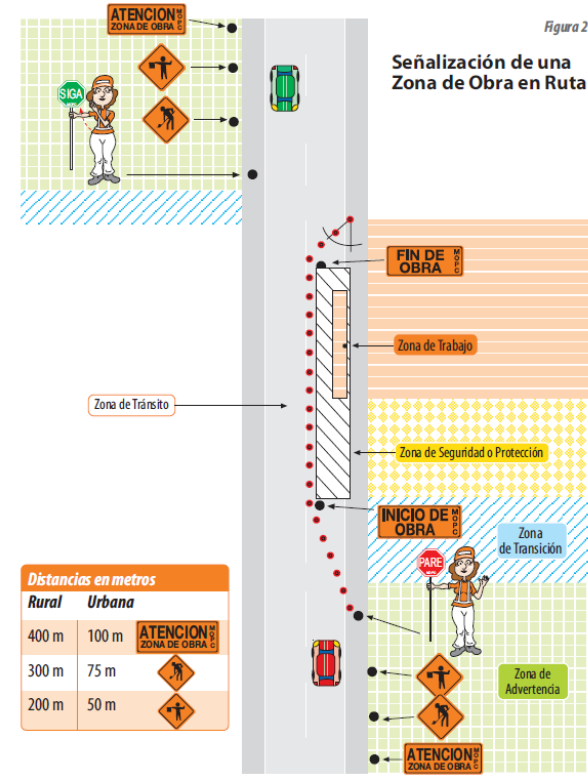 Figura 2
Señalización de una
Zona de Obra en Ruta
ATENCION MOPC
ZONA DE OBRA
SIGA
FIN DE
OBRA MOPC
Zona de Trabajo
Zona de Tránsito
Zona de Seguridad o Protección
INICIO DE
OBRA MOPC
Zona
de Transición
PARE
Zona de
Advertencia
ATENCION MOPC
ZONA DE OBRA
Distancias en metros
Rural Urbana
400 m 100 m ATENCION MOPC
ZONA DE OBRA
300 m 75 m
200 m 50 m